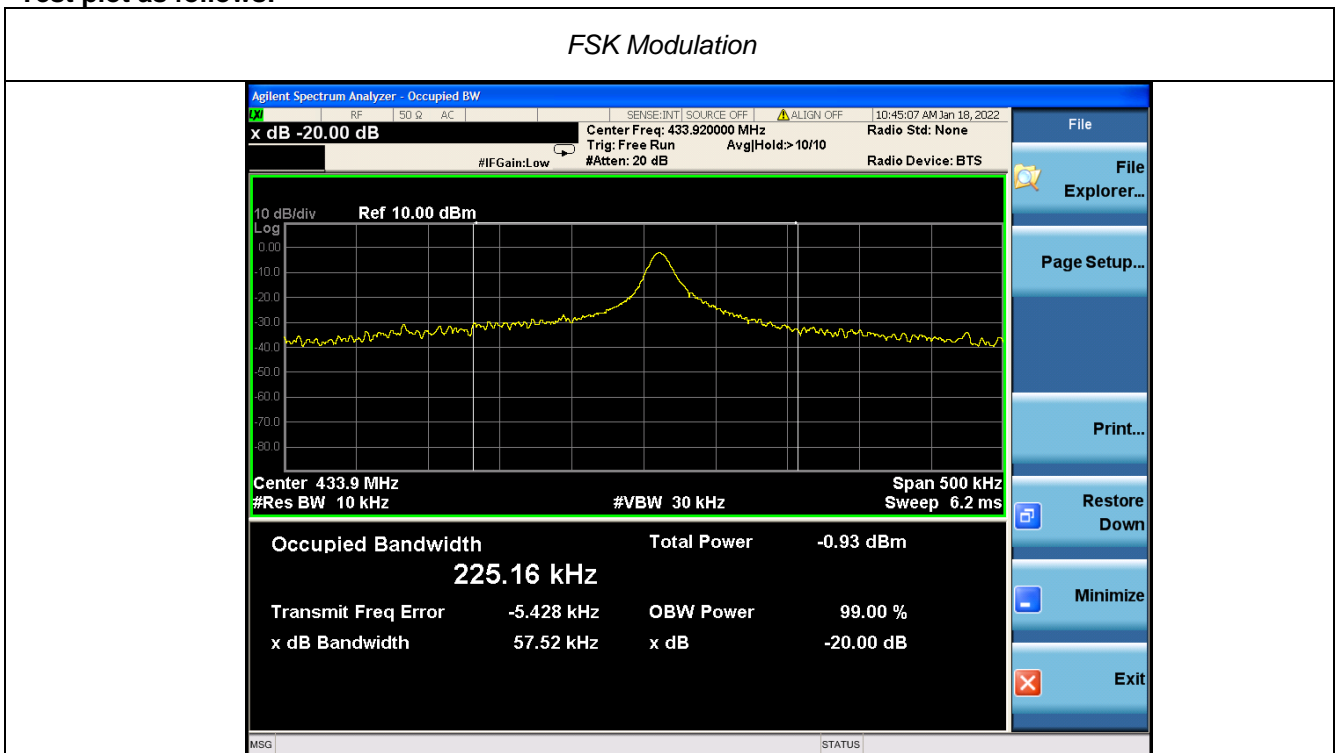 Test plot as follows:
FSK Modulation
Agilent Spectrum Analyzer - Occupied BW
LXI RF 50 Ω AC SENSE:INT SOURCE OFF ALIGN OFF 10:45:07 AM Jan 18, 2022
x dB -20.00 dB
Center Freq: 433.920000 MHz
Radio Std: None
Trig: Free Run Avg|Hold:>10/10
#IFGain:Low
#Atten: 20 dB
Radio Device: BTS
10 dB/div Ref 10.00 dBm
Log
0.00
-10.0
-20.0
-30.0
-40.0
-50.0
-60.0
-70.0
-80.0
Center 433.9 MHz Span 500 kHz
#Res BW 10 kHz #VBW 30 kHz Sweep 6.2 ms
Occupied Bandwidth Total Power -0.93 dBm
225.16 kHz
Transmit Freq Error -5.428 kHz OBW Power 99.00 %
x dB Bandwidth 57.52 kHz x dB -20.00 dB
MSG STATUS
File
File
Explorer...
Page Setup...
Print...
Restore
Down
Minimize
Exit